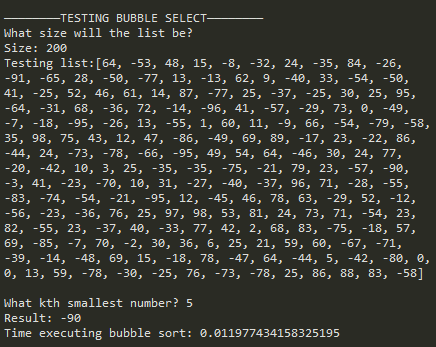 ————————TESTING BUBBLE SELECT————————
What size will the list be?
Size: 200
Testing list:[64, -53, 48, 15, -8, -32, 24, -35, 84, -26,
-91, -65, 28, -50, -77, 13, -13, 62, 9, -40, 33, -54, -50,
41, -25, 52, 46, 61, 14, 87, -77, 25, -37, -25, 30, 25, 95,
-64, -31, 68, -36, 72, -14, -96, 41, -57, -29, 73, 0, -49,
-7, -18, -95, -26, 13, -55, 1, 60, 11, -9, 66, -54, -79, -58,
35, 98, 75, 43, 12, 47, -86, -49, 69, 89, -17, 23, -22, 86,
-44, 24, -73, -78, -66, -95, 49, 54, 64, -46, 30, 24, 77,
-20, -42, 10, 3, 25, -35, -35, -75, -21, 79, 23, -57, -90,
-3, 41, -23, -70, 10, 31, -27, -40, -37, 96, 71, -28, -55,
-83, -74, -54, -21, -95, 12, -45, 46, 78, 63, -29, 52, -12,
-56, -23, -36, 76, 25, 97, 98, 53, 81, 24, 73, 71, -54, 23,
82, -55, 23, -37, 40, -33, 77, 42, 2, 68, 83, -75, -18, 57,
69, -85, -7, 70, -2, 30, 36, 6, 25, 21, 59, 60, -67, -71,
-39, -14, -48, 69, 15, -18, 78, -47, 64, -44, 5, -42, -80, 0,
0, 13, 59, -78, -30, -25, 76, -73, -78, 25, 86, 88, 83, -58]
What kth smallest number? 5
Result: -90
Time executing bubble sort: 0.011977434158325195